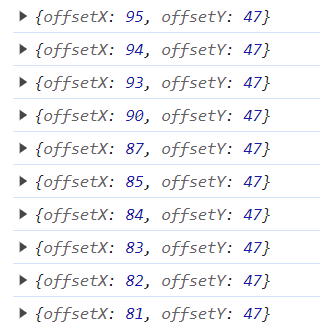 {offsetX: 95, offsetY: 47}
{offsetX: 94, offsetY: 47}
{offsetX: 93, offsetY: 47}
{offsetX: 90, offsetY: 47}
{offsetX: 87, offsetY: 47}
{offsetX: 85, offsetY: 47}
{offsetX: 84, offsetY: 47}
{offsetX: 83, offsetY: 47}
{offsetX: 82, offsetY: 47}
{offsetX: 81, offsetY: 47}